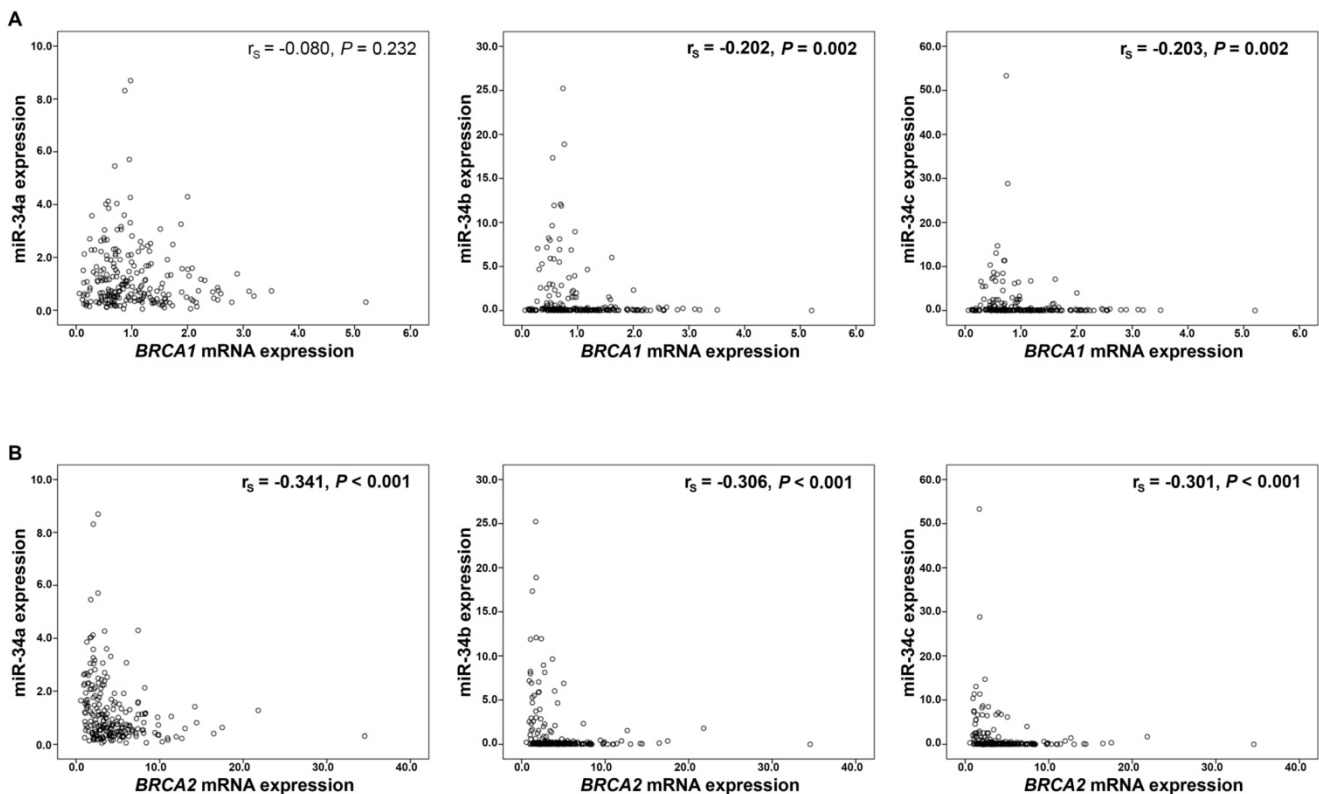 A
r_S = -0.080, P = 0.232
10.0
8.0
6.0
4.0
2.0
0.0
miR-34a expression
0.0 1.0 2.0 3.0 4.0 5.0 6.0
BRCA1 mRNA expression
r_S = -0.202, P = 0.002
30.0
25.0
20.0
15.0
10.0
5.0
0.0
miR-34b expression
0.0 1.0 2.0 3.0 4.0 5.0 6.0
BRCA1 mRNA expression
r_S = -0.203, P = 0.002
60.0
50.0
40.0
30.0
20.0
10.0
0.0
miR-34c expression
0.0 1.0 2.0 3.0 4.0 5.0 6.0
BRCA1 mRNA expression
B
r_S = -0.341, P < 0.001
10.0
8.0
6.0
4.0
2.0
0.0
miR-34a expression
0.0 10.0 20.0 30.0 40.0
BRCA2 mRNA expression
r_S = -0.306, P < 0.001
30.0
25.0
20.0
15.0
10.0
5.0
0.0
miR-34b expression
0.0 10.0 20.0 30.0 40.0
BRCA2 mRNA expression
r_S = -0.301, P < 0.001
60.0
50.0
40.0
30.0
20.0
10.0
0.0
miR-34c expression
0.0 10.0 20.0 30.0 40.0
BRCA2 mRNA expression